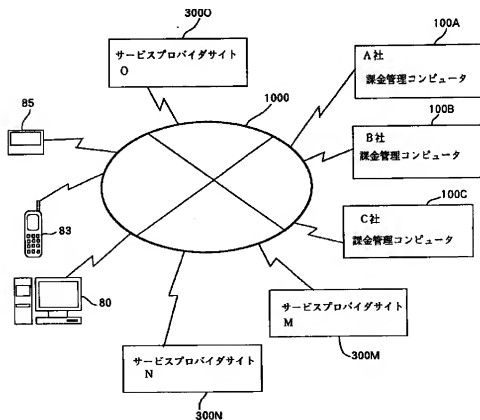 300O
サービスプロバイダサイト
O
100A
A社
課金管理コンピュータ
1000
85
100B
B社
課金管理コンピュータ
100C
C社
課金管理コンピュータ
83
80
サービスプロバイダサイト
M
300M
サービスプロバイダサイト
N
300N